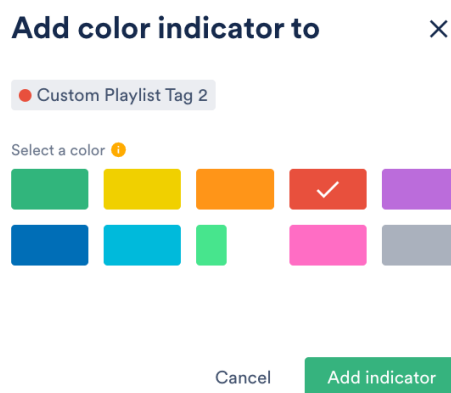 Add color indicator to
Custom Playlist Tag 2
Select a color
Cancel
Add indicator